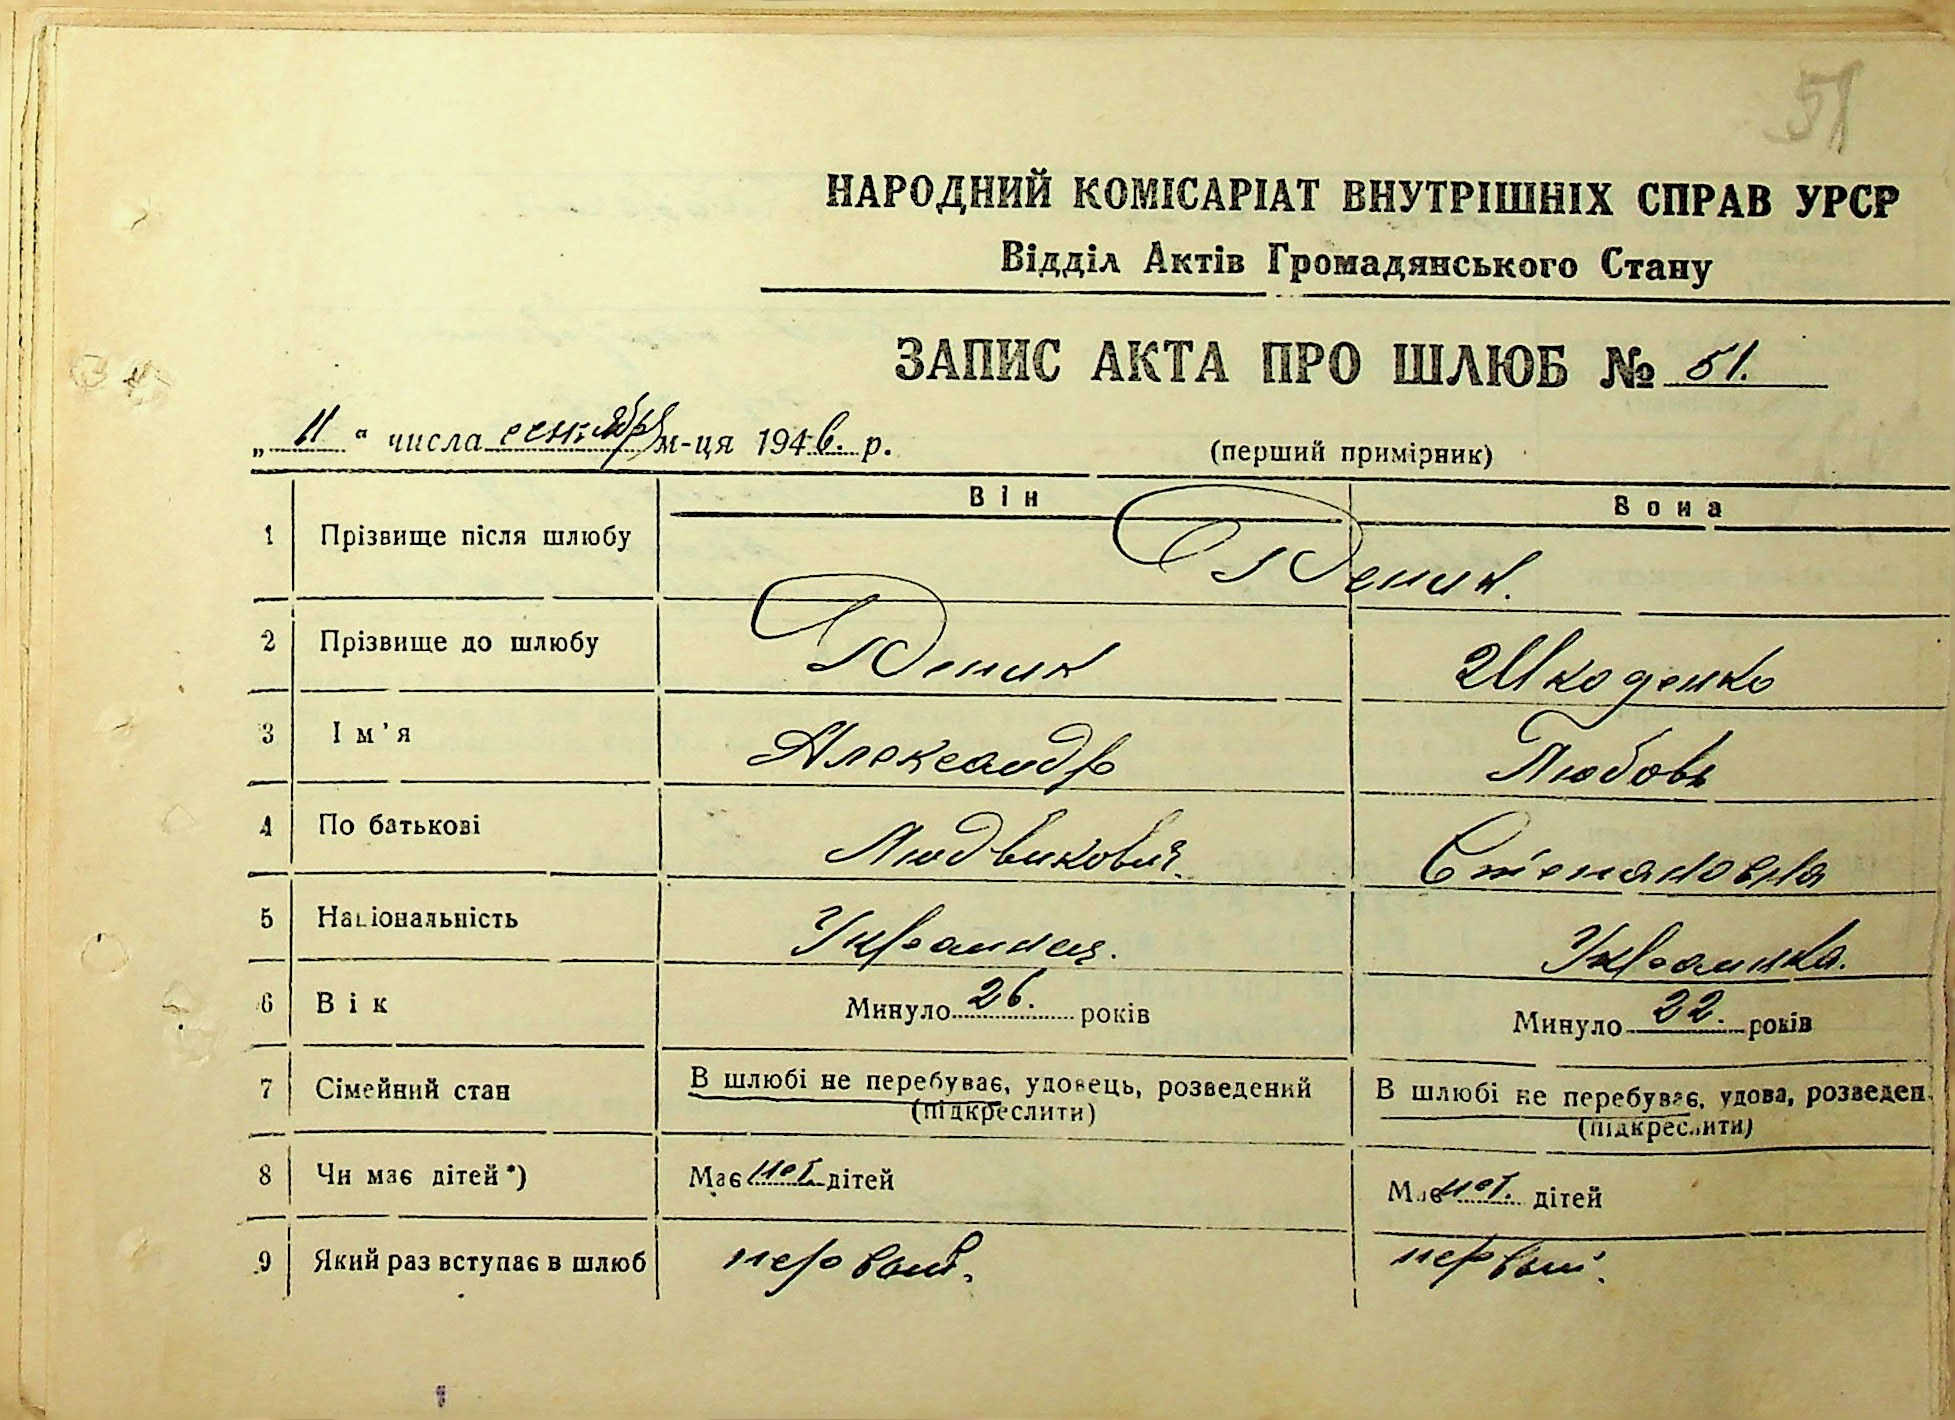 51
НАРОДНИЙ КОМІСАРІАТ ВНУТРІШНІХ СПРАВ УРСР
Відділ Актів Громадянського Стану
ЗАПИС АКТА ПРО ШЛЮБ № 51.
„ 11 “ числа сентября м-ця 1946. р. (перший примірник)
Він Вона
1 Прізвище після шлюбу Деник.
2 Прізвище до шлюбу Деник Шкоденко
3 Ім'я Александр Любовь
4 По батькові Людвикович. Степановна
5 Національність Украинец. Украинка.
6 Вік Минуло 26. років Минуло 22. років
7 Сімейний стан В шлюбі не перебуває, удовець, розведений (підкреслити) В шлюбі не перебуває, удова, розведен. (підкреслити)
8 Чи має дітей*) Має нет. дітей Має нет. дітей
9 Який раз вступає в шлюб первый. первый.